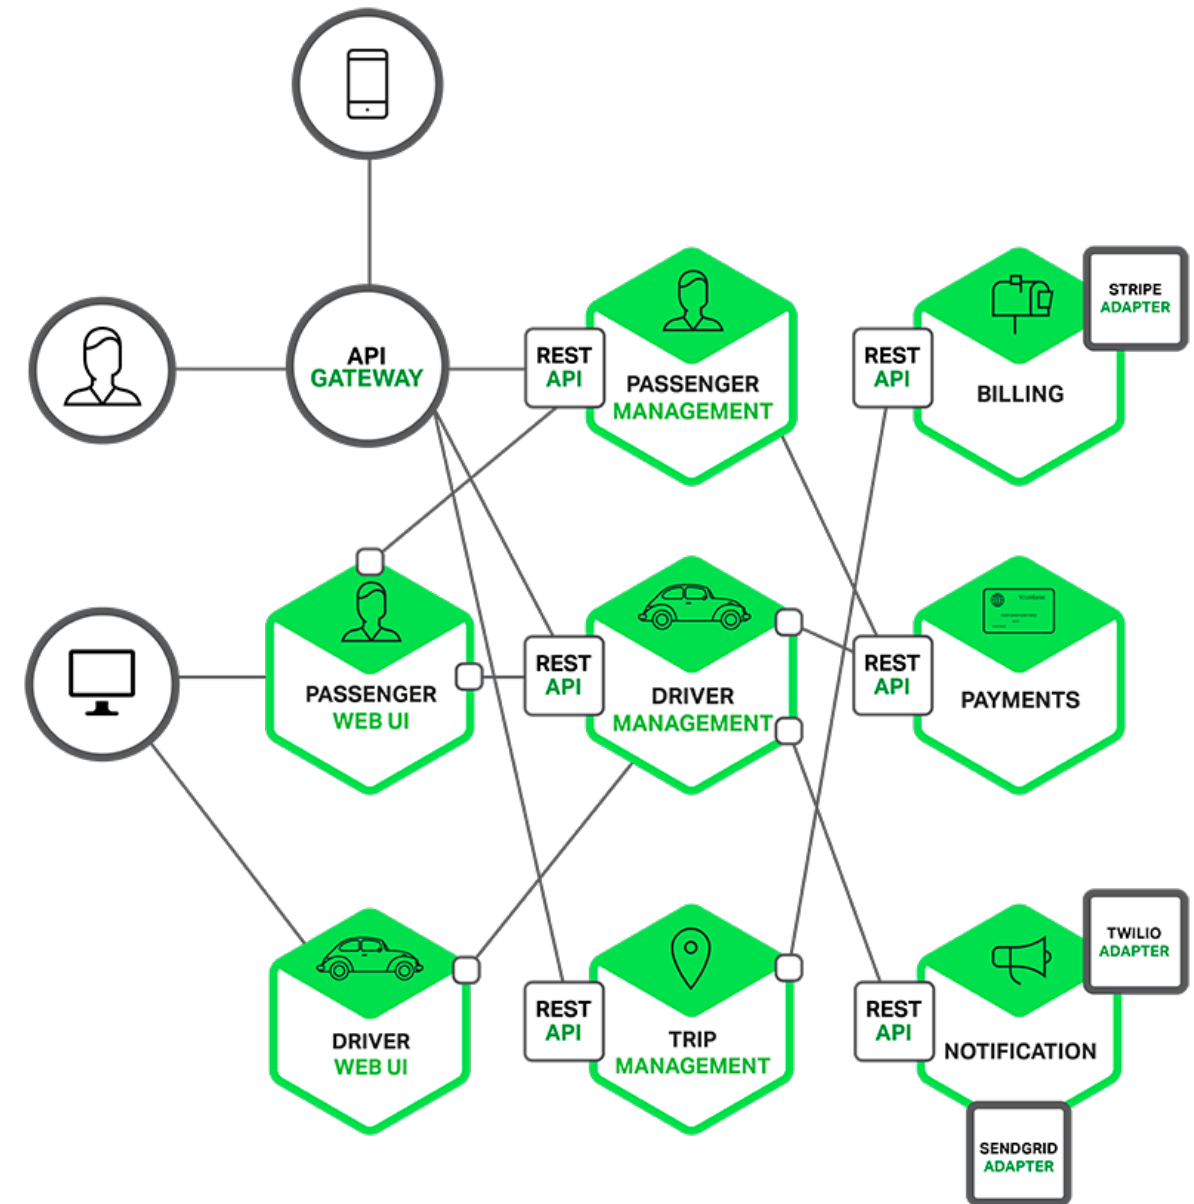 API
GATEWAY
REST
API
PASSENGER
MANAGEMENT
REST
API
BILLING
STRIPE
ADAPTER
PASSENGER
WEB UI
REST
API
DRIVER
MANAGEMENT
REST
API
PAYMENTS
DRIVER
WEB UI
REST
API
TRIP
MANAGEMENT
REST
API
NOTIFICATION
TWILIO
ADAPTER
SENDGRID
ADAPTER